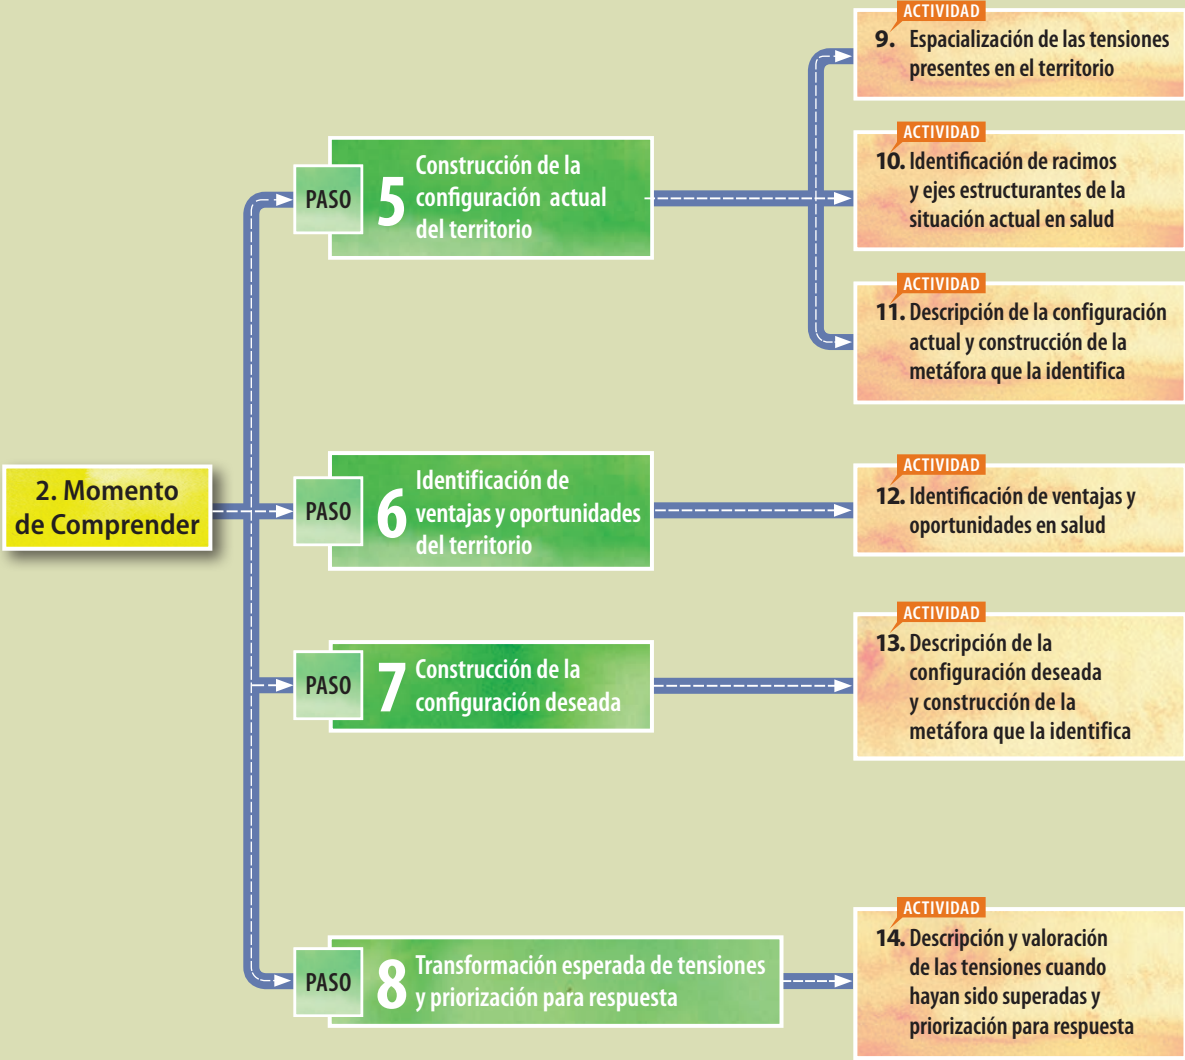 2. Momento
de Comprender
PASO
5
Construcción de la
configuración actual
del territorio
ACTIVIDAD
9. Espacialización de las tensiones
presentes en el territorio
ACTIVIDAD
10. Identificación de racimos
y ejes estructurantes de la
situación actual en salud
ACTIVIDAD
11. Descripción de la configuración
actual y construcción de la
metáfora que la identifica
PASO
6
Identificación de
ventajas y oportunidades
del territorio
ACTIVIDAD
12. Identificación de ventajas y
oportunidades en salud
PASO
7
Construcción de la
configuración deseada
ACTIVIDAD
13. Descripción de la
configuración deseada
y construcción de la
metáfora que la identifica
PASO
8
Transformación esperada de tensiones
y priorización para respuesta
ACTIVIDAD
14. Descripción y valoración
de las tensiones cuando
hayan sido superadas y
priorización para respuesta